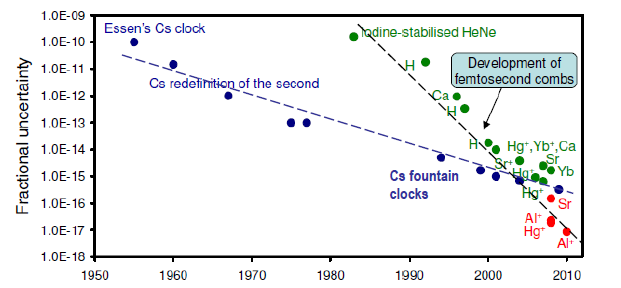 1.0E-09
1.0E-10
1.0E-11
1.0E-12
1.0E-13
1.0E-14
1.0E-15
1.0E-16
1.0E-17
1.0E-18
Fractional uncertainty
Essen's Cs clock
Iodine-stabilised HeNe
H
Development of
femtosecond combs
Cs redefinition of the second
Ca
H
H
Hg+,Yb+,Ca
Sr+
Sr
Hg+
Yb
Cs fountain
clocks
Hg+
Sr
Al+
Hg+
Al+
1950 1960 1970 1980 1990 2000 2010